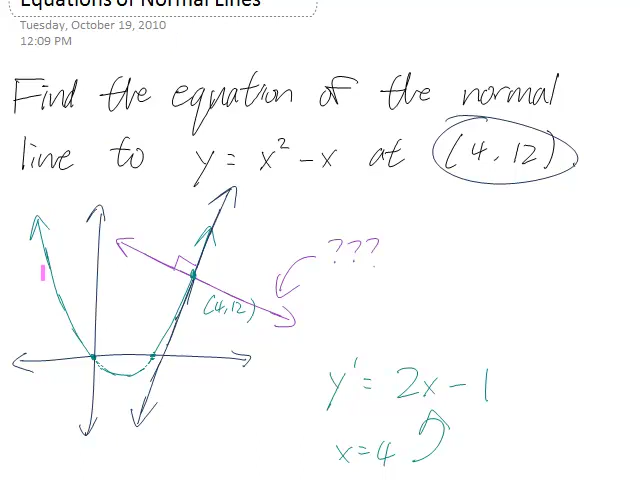 Equations of Normal Lines
Tuesday, October 19, 2010
12:09 PM
Find the equation of the normal
line to y = x² - x at (4, 12)
???
(4, 12)
y' = 2x - 1
x = 4